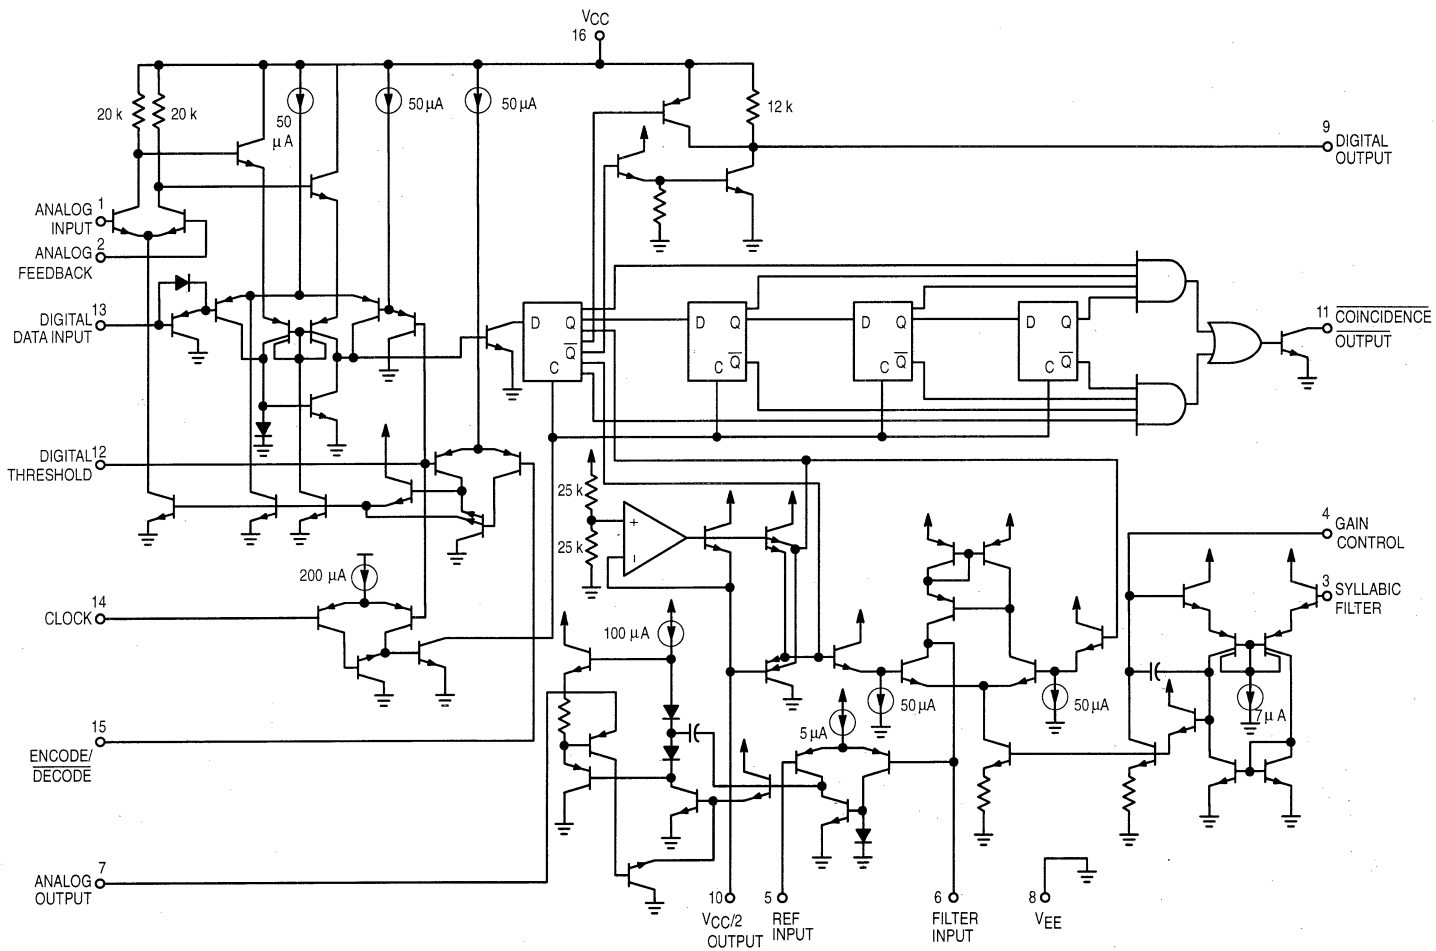 VCC
16
20 k
20 k
50
μA
50 μA
50 μA
12 k
9
DIGITAL
OUTPUT
1
ANALOG
INPUT
2
ANALOG
FEEDBACK
13
DIGITAL
DATA INPUT
D
Q
Q
C
D
Q
Q
C
D
Q
Q
C
D
Q
Q
C
11
COINCIDENCE
OUTPUT
12
DIGITAL
THRESHOLD
25 k
25 k
+
–
4
GAIN
CONTROL
3
SYLLABIC
FILTER
200 μA
14
CLOCK
100 μA
50 μA
50 μA
7 μA
5 μA
15
ENCODE/
DECODE
7
ANALOG
OUTPUT
10
VCC/2
OUTPUT
5
REF
INPUT
6
FILTER
INPUT
8
VEE